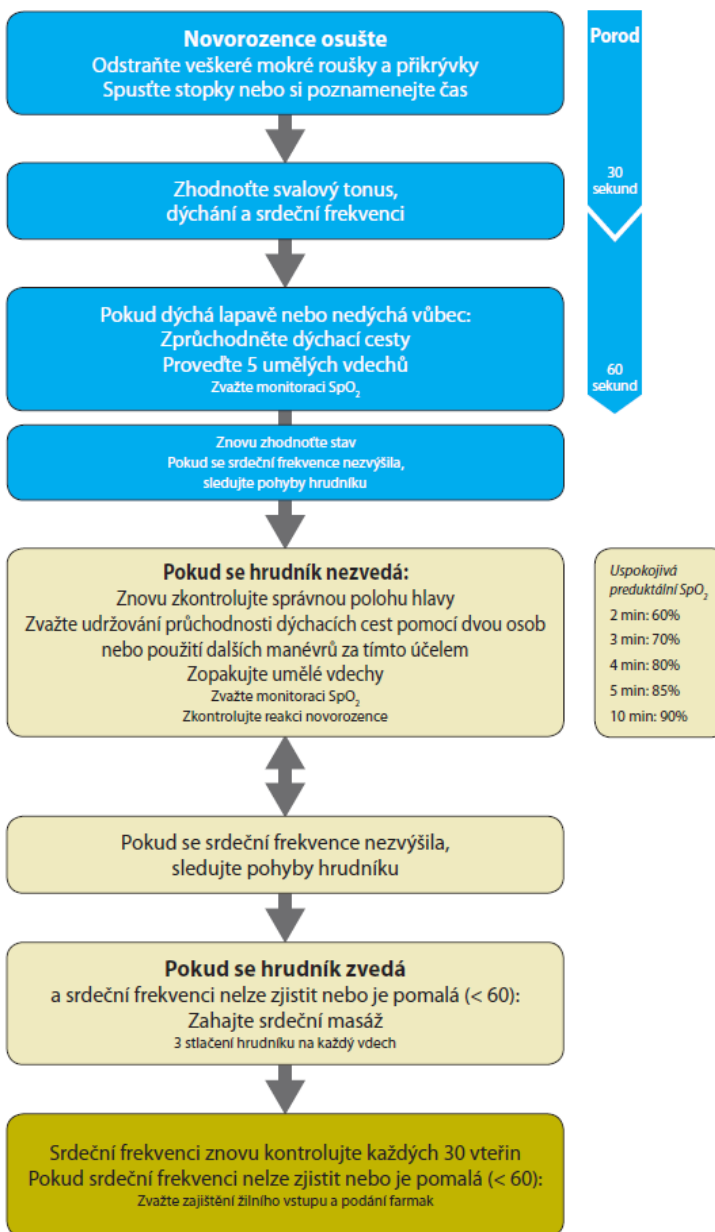 Novorozence osušte
Odstraňte veškeré mokré roušky a přikrývky
Spusťte stopky nebo si poznamenejte čas
Porod
Zhodnoťte svalový tonus,
dýchání a srdeční frekvenci
30
sekund
Pokud dýchá lapavě nebo nedýchá vůbec:
Zprůchodněte dýchací cesty
Proveďte 5 umělých vdechů
Zvažte monitoraci SpO₂
60
sekund
Znovu zhodnoťte stav
Pokud se srdeční frekvence nezvýšila,
sledujte pohyby hrudníku
Pokud se hrudník nezvedá:
Znovu zkontrolujte správnou polohu hlavy
Zvažte udržování průchodnosti dýchacích cest pomocí dvou osob
nebo použití dalších manévrů za tímto účelem
Zopakujte umělé vdechy
Zvažte monitoraci SpO₂
Zkontrolujte reakci novorozence
Uspokojivá
preduktální SpO₂
2 min: 60%
3 min: 70%
4 min: 80%
5 min: 85%
10 min: 90%
Pokud se srdeční frekvence nezvýšila,
sledujte pohyby hrudníku
Pokud se hrudník zvedá
a srdeční frekvenci nelze zjistit nebo je pomalá (< 60):
Zahajte srdeční masáž
3 stlačení hrudníku na každý vdech
Srdeční frekvenci znovu kontrolujte každých 30 vteřin
Pokud srdeční frekvenci nelze zjistit nebo je pomalá (< 60):
Zvažte zajištění žilního vstupu a podání farmak